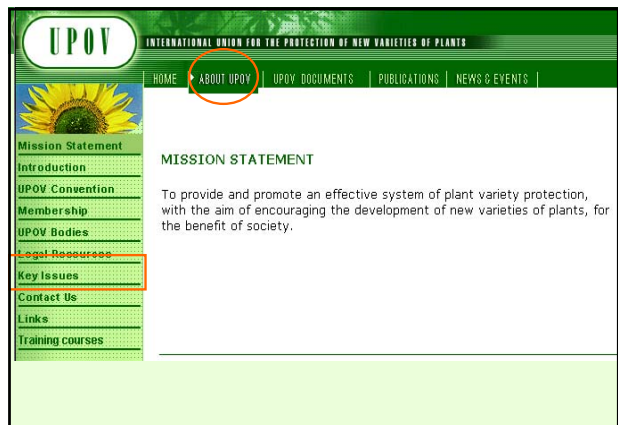 UPOV
INTERNATIONAL UNION FOR THE PROTECTION OF NEW VARIETIES OF PLANTS
HOME ABOUT UPOV UPOV DOCUMENTS PUBLICATIONS NEWS & EVENTS
Mission Statement
Introduction
UPOV Convention
Membership
UPOV Bodies
Legal Resources
Key Issues
Contact Us
Links
Training courses
MISSION STATEMENT
To provide and promote an effective system of plant variety protection,
with the aim of encouraging the development of new varieties of plants, for
the benefit of society.